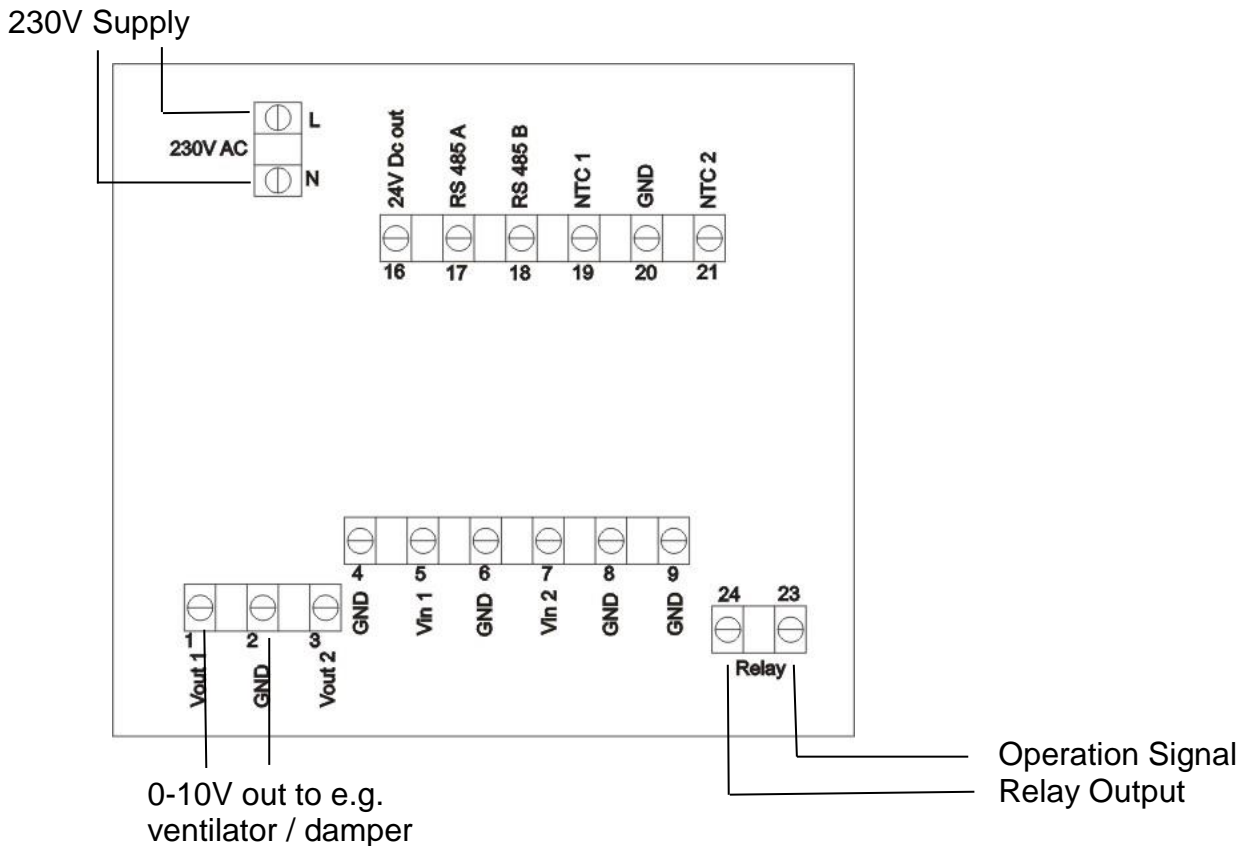 230V Supply
L
230V AC
N
24V Dc out
RS 485 A
RS 485 B
NTC 1
GND
NTC 2
16 17 18 19 20 21
4 5 6 7 8 9
GND
Vin 1
GND
Vin 2
GND
GND
1 2 3
Vout 1
GND
Vout 2
24 23
Relay
Operation Signal
Relay Output
0-10V out to e.g.
ventilator / damper